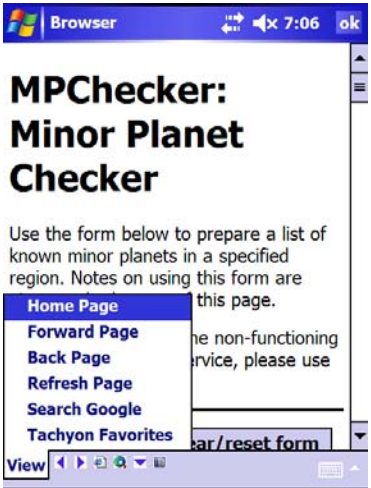 Browser 7:06 ok
MPChecker:
Minor Planet
Checker
Use the form below to prepare a list of
known minor planets in a specified
region. Notes on using this form are
this page.
he non-functioning
rvice, please use
Home Page
Forward Page
Back Page
Refresh Page
Search Google
Tachyon Favorites
ear/reset form
View